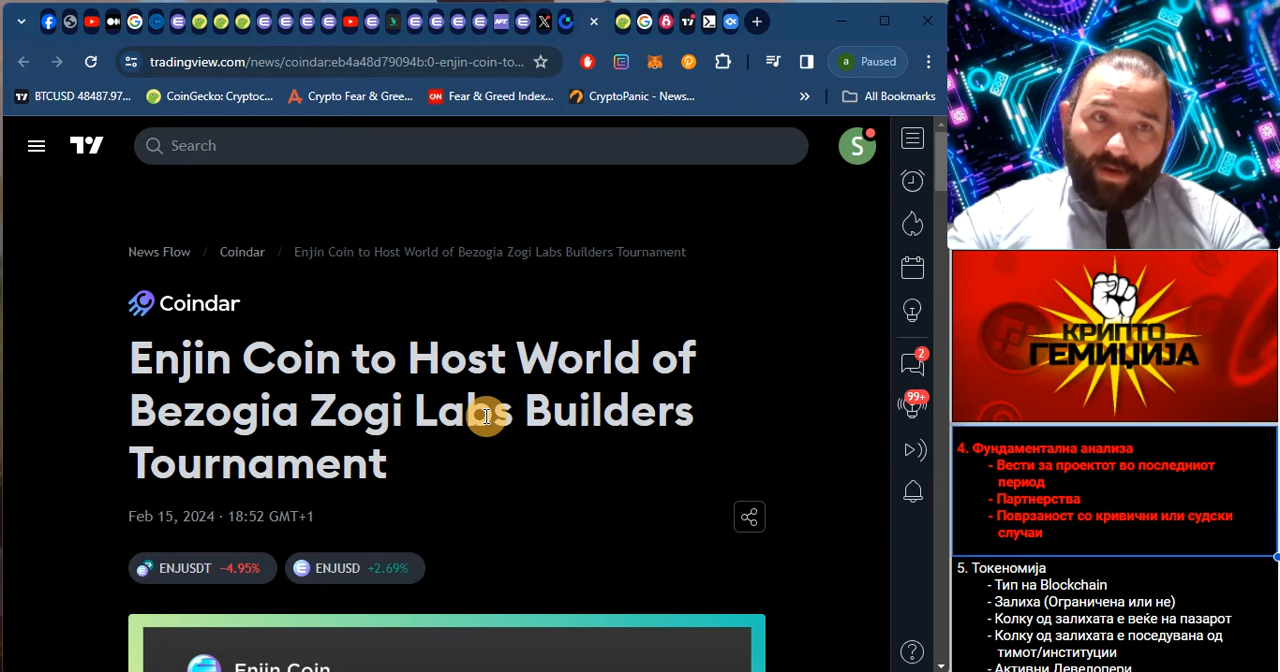 tradingview.com/news/coindar:eb4a48d79094b:0-enjin-coin-to...
a Paused
BTCUSD 48487.97...
CoinGecko: Cryptoc...
Crypto Fear & Gree...
Fear & Greed Index...
CryptoPanic - News...
»
All Bookmarks
Search
S
News Flow / Coindar / Enjin Coin to Host World of Bezogia Zogi Labs Builders Tournament
Coindar
Enjin Coin to Host World of
Bezogia Zogi Labs Builders
Tournament
Feb 15, 2024 · 18:52 GMT+1
ENJUSDT −4.95%
ENJUSD +2.69%
Enjin Coin
2
99+
КРИПТО
ГЕМИЏИЈА
4. Фундаментална анализа
- Вести за проектот во последниот
период
- Партнерства
- Поврзаност со кривични или судски
случаи
5. Токеномија
- Тип на Blockchain
- Залиха (Ограничена или не)
- Колку од залихата е веќе на пазарот
- Колку од залихата е поседувана од
тимот/институции
- Активни Девелопери